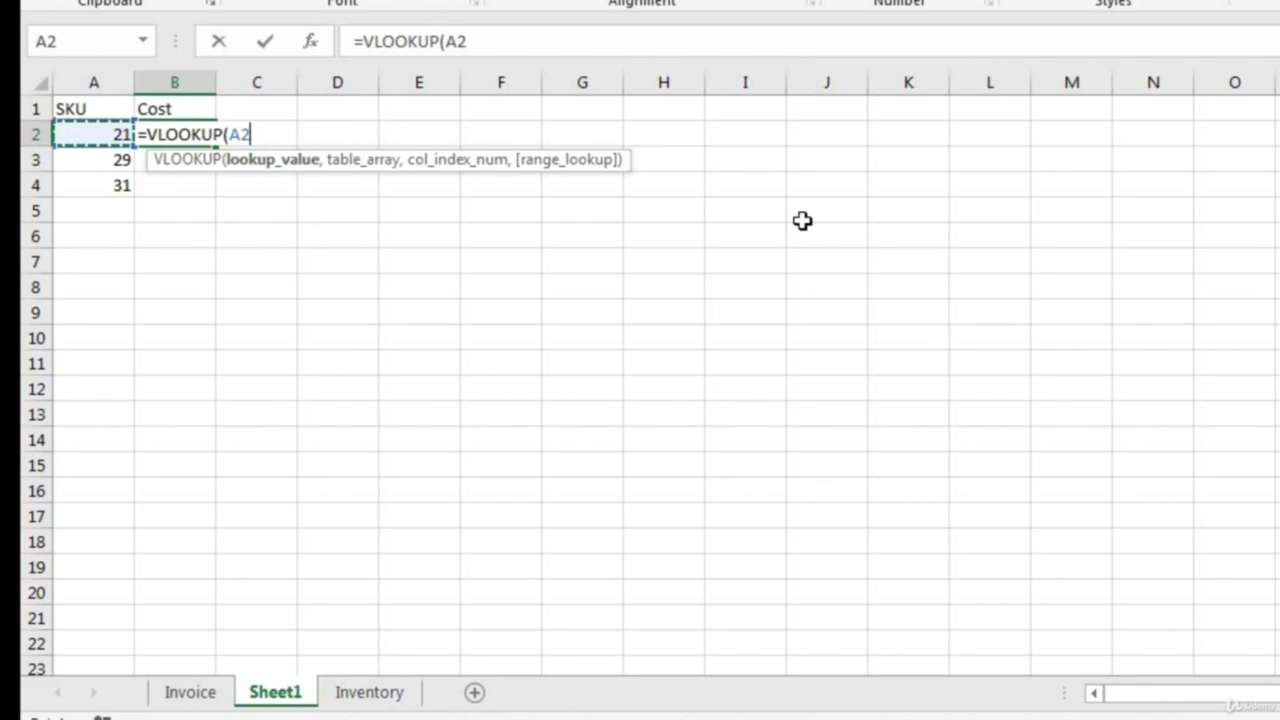 Clipboard Font Alignment Number Styles
A2 fx =VLOOKUP(A2
A B C D E F G H I J K L M N O
1 SKU Cost
2 21 =VLOOKUP(A2
3 29 VLOOKUP(lookup_value, table_array, col_index_num, [range_lookup])
4 31
5
6
7
8
9
10
11
12
13
14
15
16
17
18
19
20
21
22
23
Invoice Sheet1 Inventory
Udemy